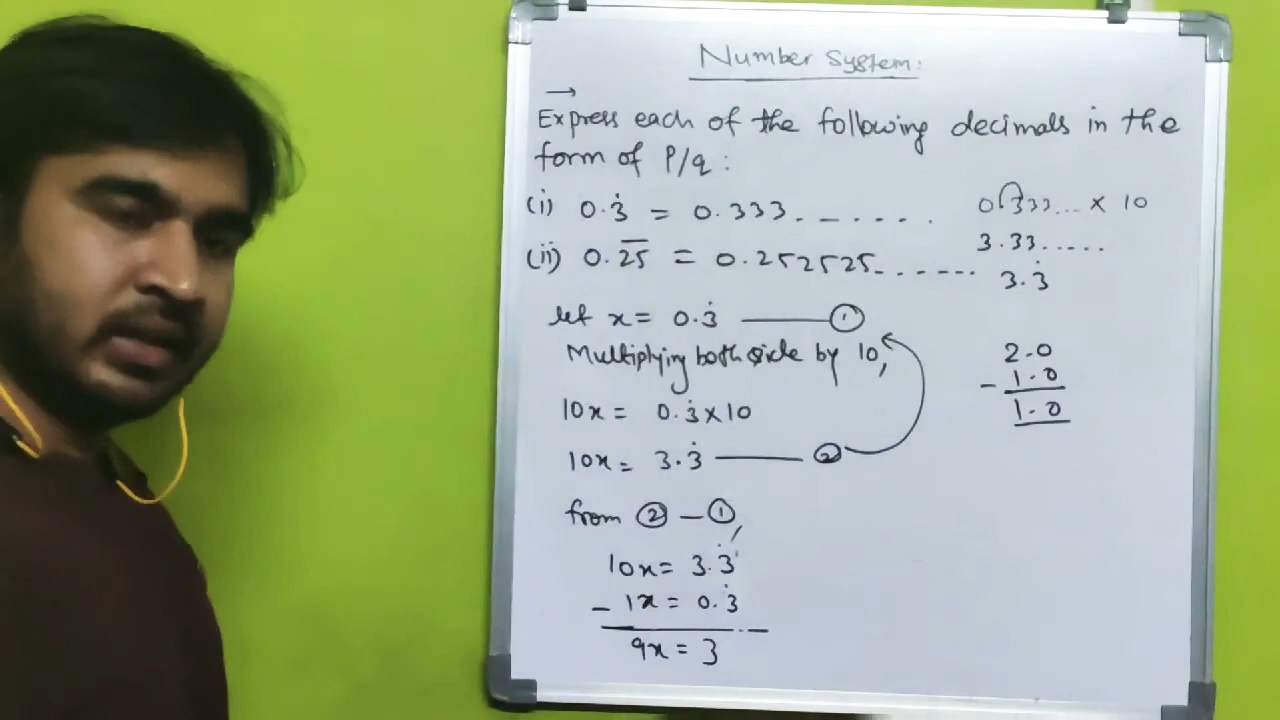 Number System:
→
Express each of the following decimals in the
form of P/q :
(i) 0.3̇ = 0.333.......
(ii) 0.2̅5̅ = 0.252525.......
let x = 0.3̇ ——— ①
Multiplying both side by 10,
10x = 0.3̇ × 10
10x = 3.3̇ ——— ②
from ② — ①,
10x = 3.3̇
− 1x = 0.3̇
9x = 3
0.333... × 10
3.33.....
3.3̇
2.0
− 1.0
1.0